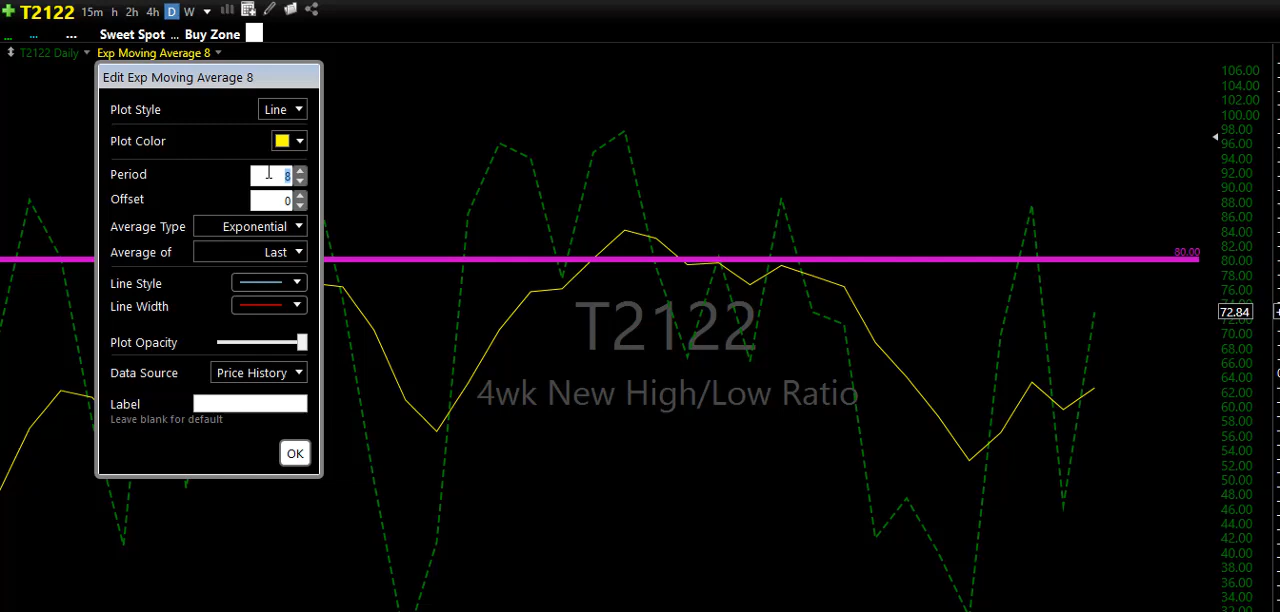 T2122 15m h 2h 4h D W
... ... ... Sweet Spot ... Buy Zone
T2122 Daily Exp Moving Average 8
Edit Exp Moving Average 8
Plot Style Line
Plot Color
Period 8
Offset 0
Average Type Exponential
Average of Last
Line Style
Line Width
Plot Opacity
Data Source Price History
Label
Leave blank for default
OK
T2122
4wk New High/Low Ratio
80.00
106.00
104.00
102.00
100.00
98.00
96.00
94.00
92.00
90.00
88.00
86.00
84.00
82.00
80.00
78.00
76.00
72.84
70.00
68.00
66.00
64.00
62.00
60.00
58.00
56.00
54.00
52.00
50.00
48.00
46.00
44.00
42.00
40.00
38.00
36.00
34.00